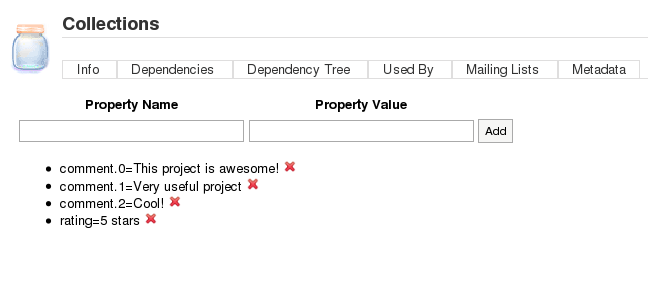 Collections
Info Dependencies Dependency Tree Used By Mailing Lists Metadata
Property Name Property Value
Add
comment.0=This project is awesome!
comment.1=Very useful project
comment.2=Cool!
rating=5 stars